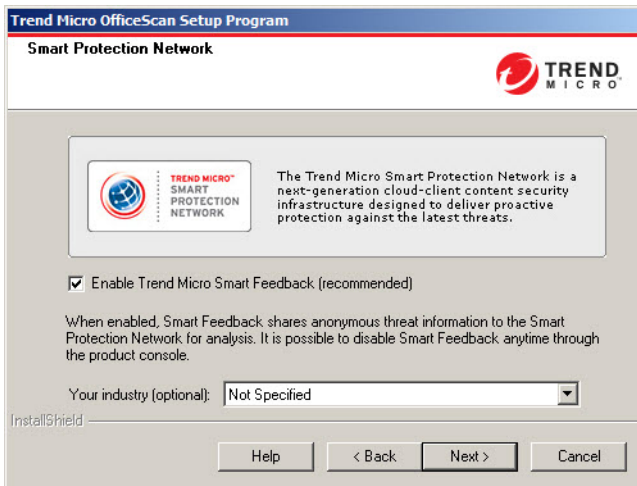 Trend Micro OfficeScan Setup Program
Smart Protection Network
TREND
MICRO™
TREND MICRO™
SMART
PROTECTION
NETWORK
The Trend Micro Smart Protection Network is a
next-generation cloud-client content security
infrastructure designed to deliver proactive
protection against the latest threats.
Enable Trend Micro Smart Feedback (recommended)
When enabled, Smart Feedback shares anonymous threat information to the Smart
Protection Network for analysis. It is possible to disable Smart Feedback anytime through
the product console.
Your industry (optional): Not Specified
InstallShield
Help < Back Next > Cancel